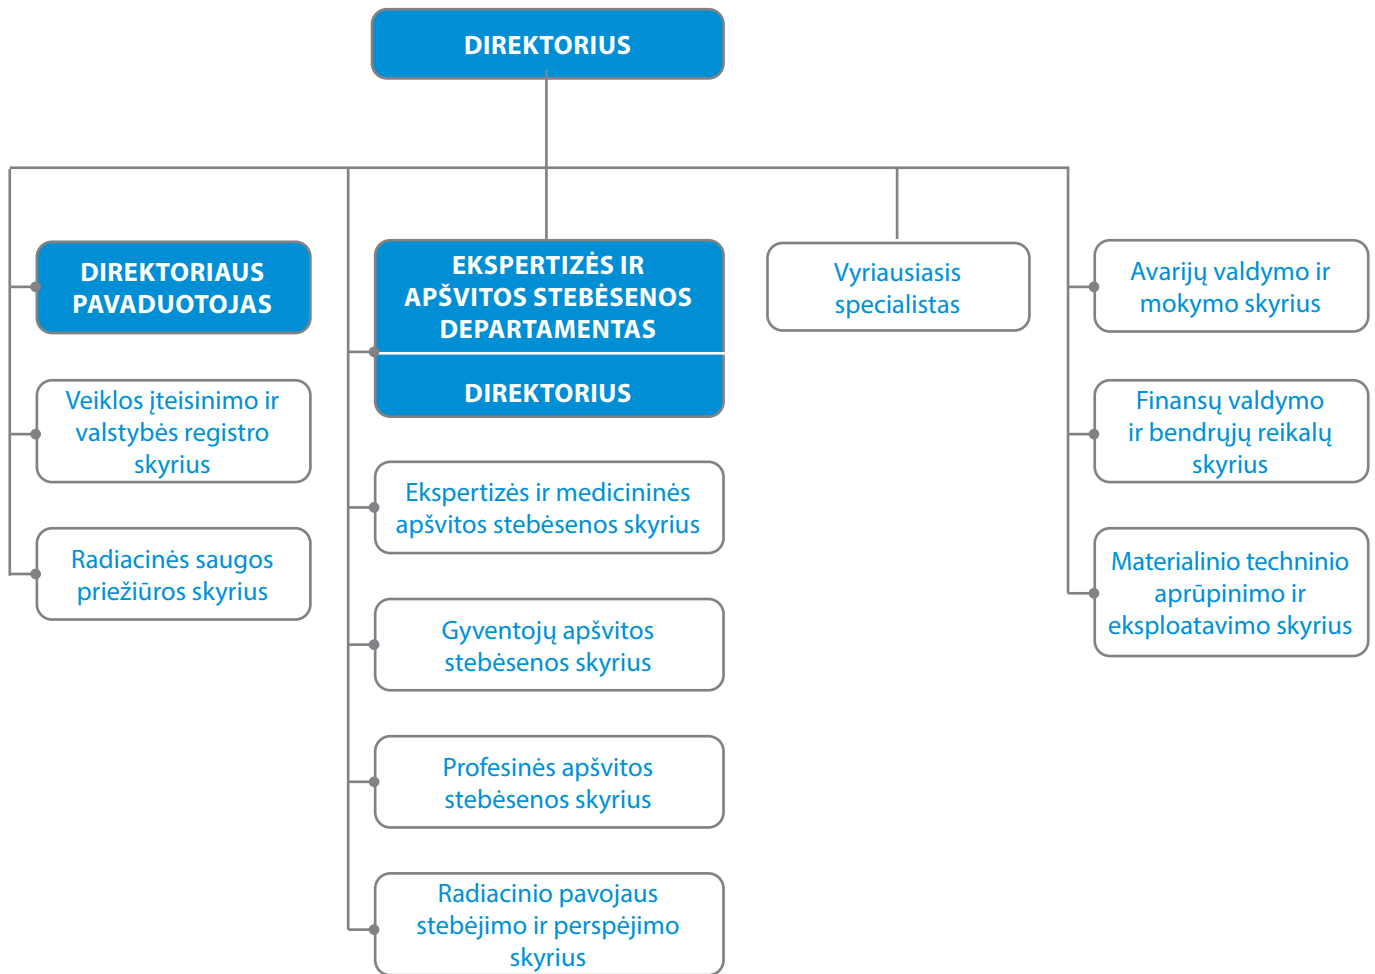 DIREKTORIUS
DIREKTORIAUS
PAVADUOTOJAS
Veiklos įteisinimo ir
valstybės registro
skyrius
Radiacinės saugos
priežiūros skyrius
EKSPERTIZĖS IR
APŠVITOS STEBĖSENOS
DEPARTAMENTAS
DIREKTORIUS
Ekspertizės ir medicininės
apšvitos stebėsenos skyrius
Gyventojų apšvitos
stebėsenos skyrius
Profesinės apšvitos
stebėsenos skyrius
Radiacinio pavojaus
stebėjimo ir perspėjimo
skyrius
Vyriausiasis
specialistas
Avarijų valdymo ir
mokymo skyrius
Finansų valdymo
ir bendrųjų reikalų
skyrius
Materialinio techninio
aprūpinimo ir
eksploatavimo skyrius